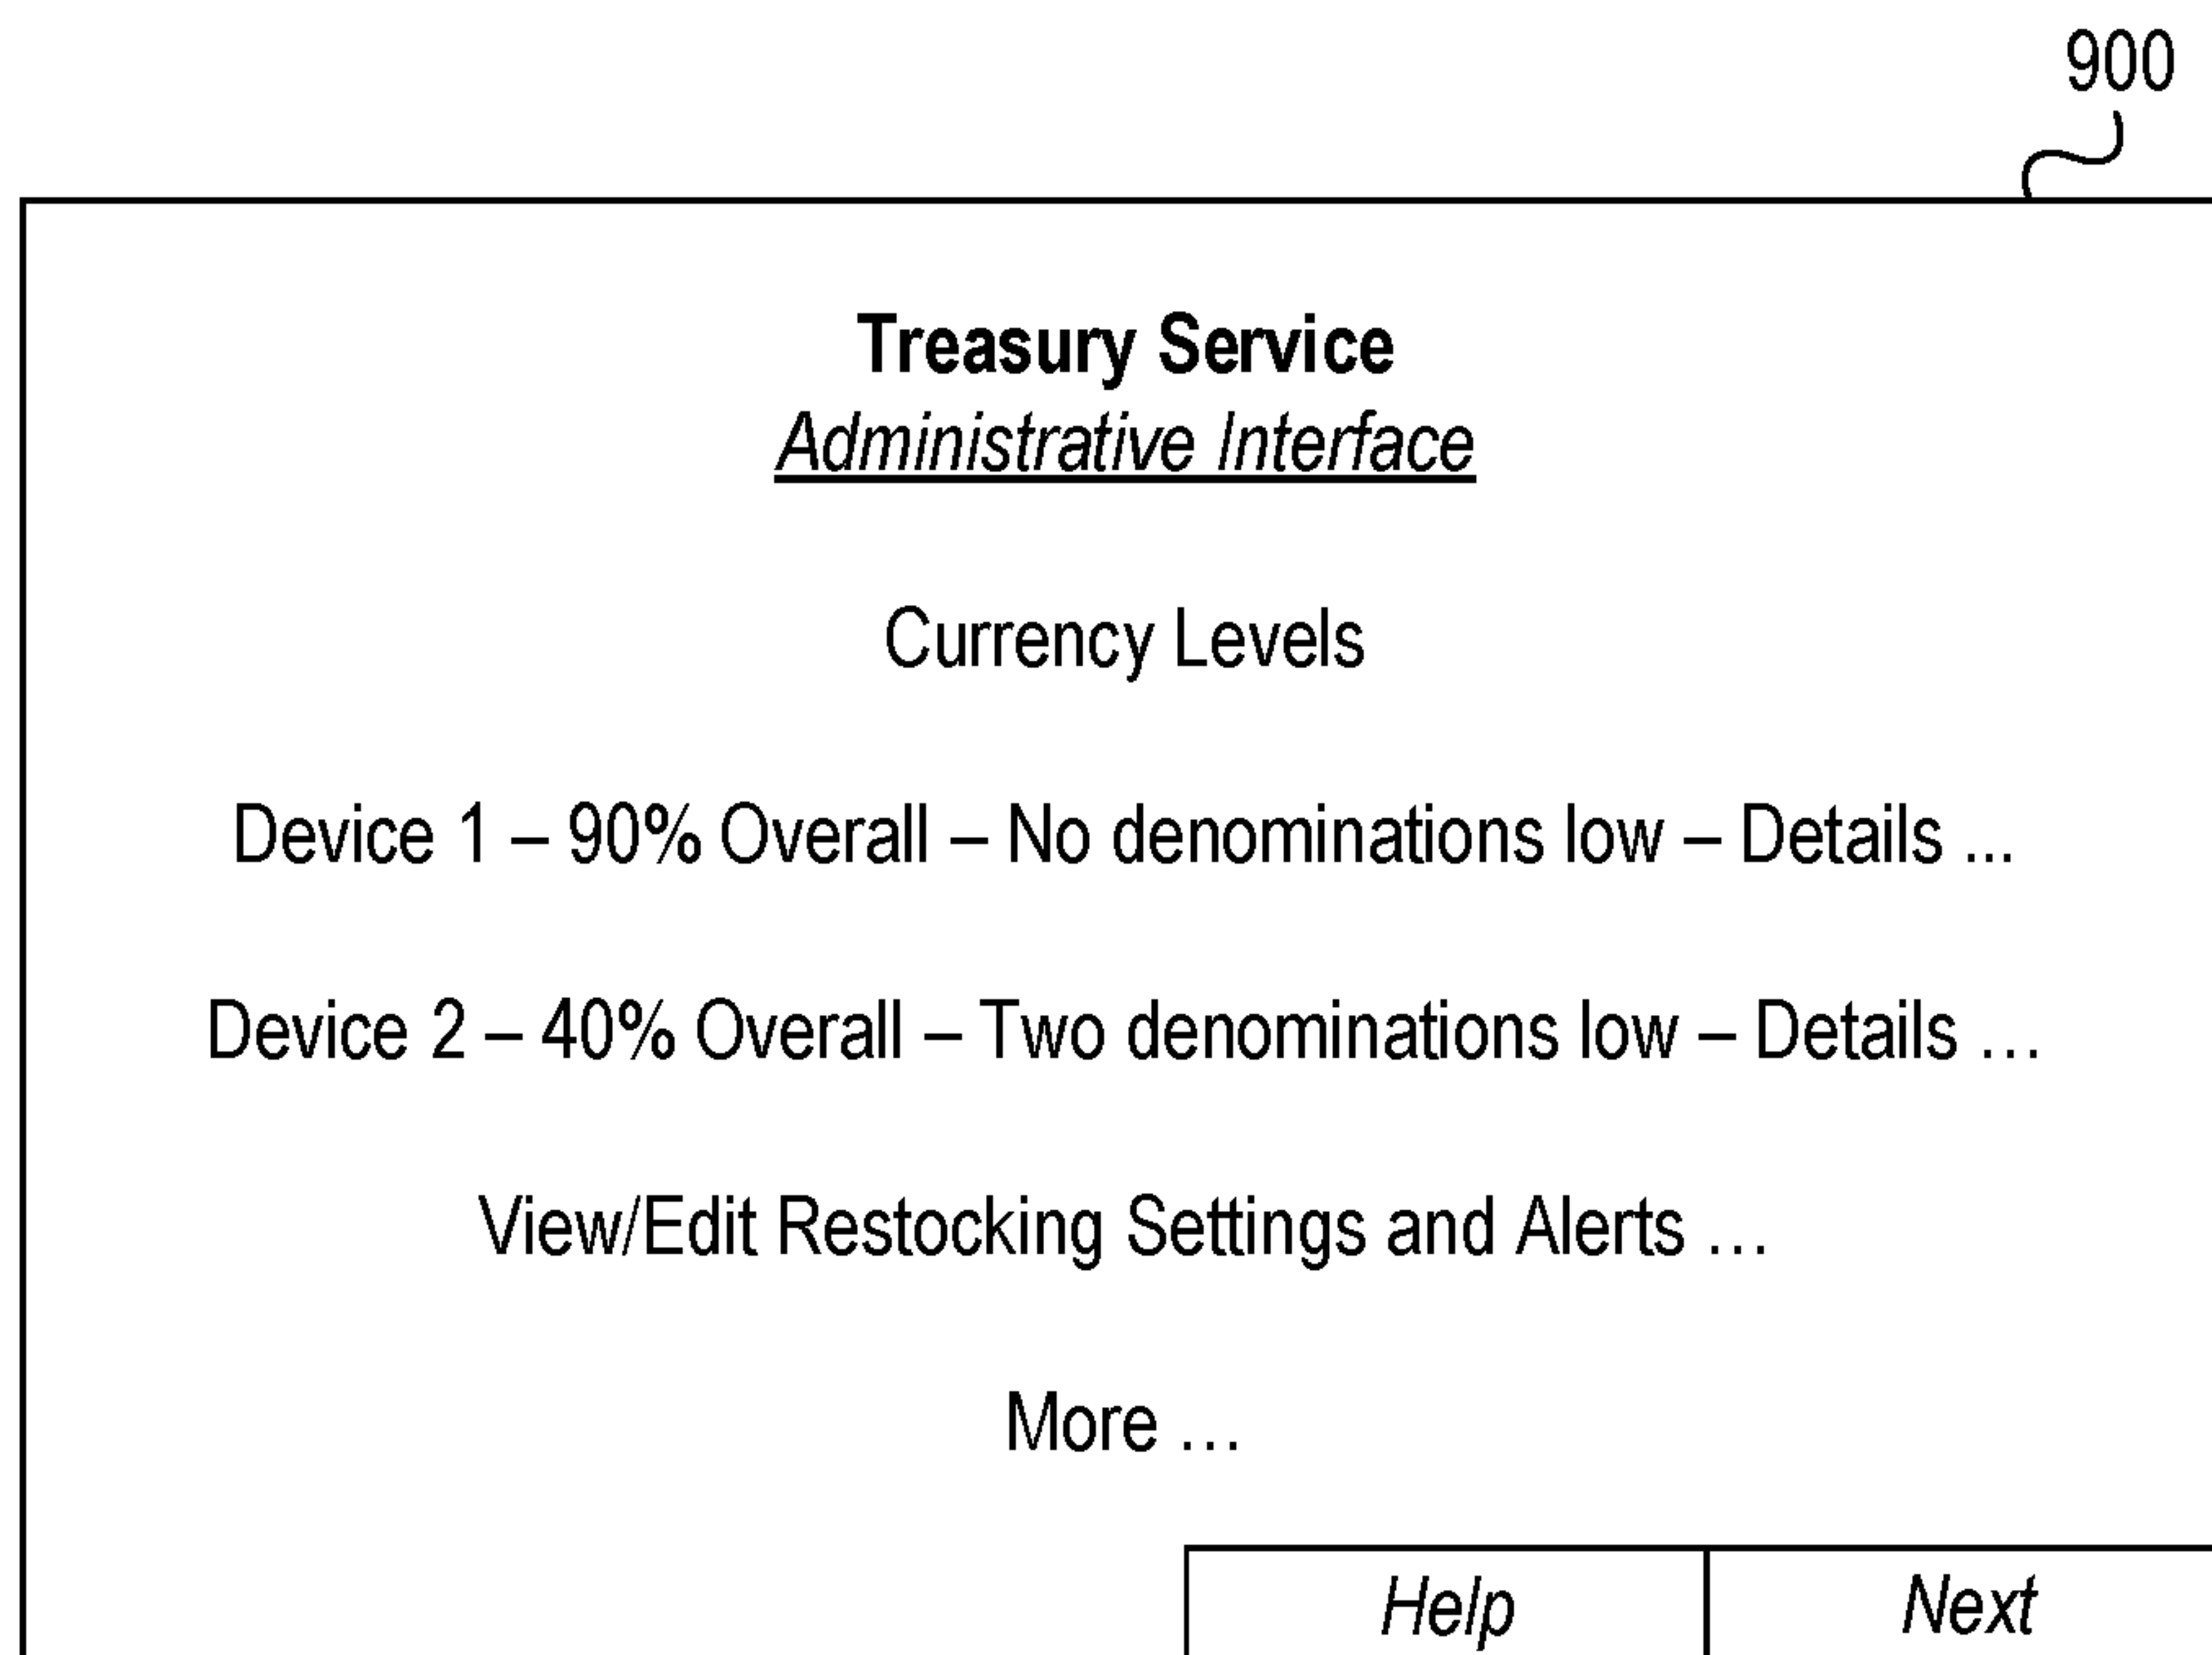 900
Treasury Service
Administrative Interface
Currency Levels
Device 1 – 90% Overall – No denominations low – Details ...
Device 2 – 40% Overall – Two denominations low – Details …
View/Edit Restocking Settings and Alerts …
More …
Help
Next